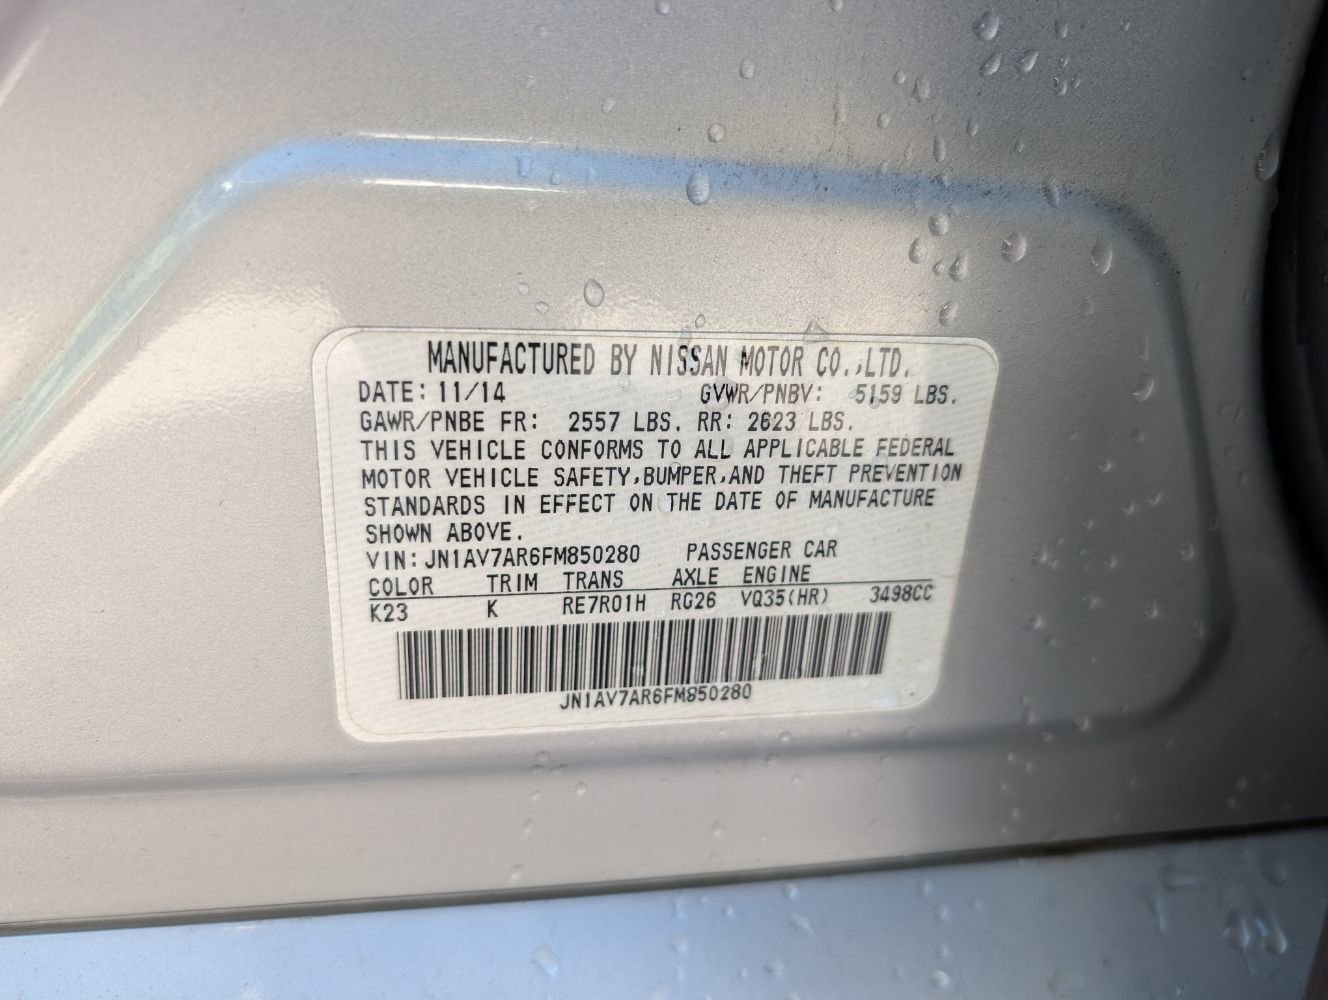 MANUFACTURED BY NISSAN MOTOR CO.,LTD.
DATE: 11/14 GVWR/PNBV: 5159 LBS.
GAWR/PNBE FR: 2557 LBS. RR: 2623 LBS.
THIS VEHICLE CONFORMS TO ALL APPLICABLE FEDERAL
MOTOR VEHICLE SAFETY,BUMPER,AND THEFT PREVENTION
STANDARDS IN EFFECT ON THE DATE OF MANUFACTURE
SHOWN ABOVE.
VIN: JN1AV7AR6FM850280 PASSENGER CAR
COLOR TRIM TRANS AXLE ENGINE
K23 K RE7R01H RG26 VQ35(HR) 3498CC
JN1AV7AR6FM850280